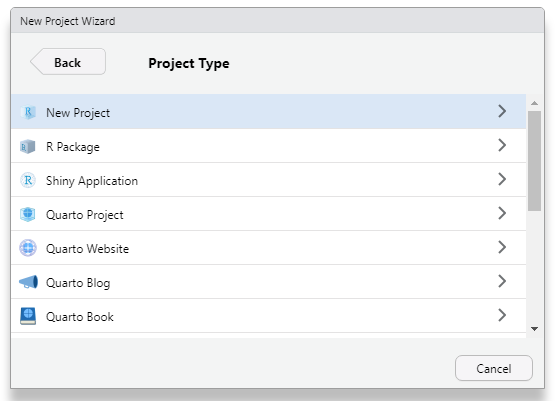 New Project Wizard
Back
Project Type
R New Project
R R Package
R Shiny Application
Quarto Project
Quarto Website
Quarto Blog
Quarto Book
Cancel